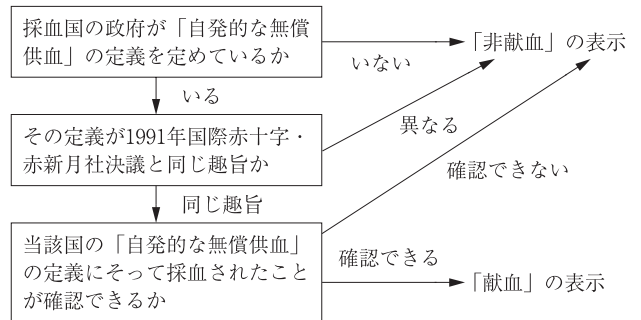 採血国の政府が「自発的な無償
供血」の定義を定めているか
いない
「非献血」の表示
いる
その定義が1991年国際赤十字・
赤新月社決議と同じ趣旨か
異なる
同じ趣旨
確認できない
当該国の「自発的な無償供血」
の定義にそって採血されたこと
が確認できるか
確認できる
「献血」の表示